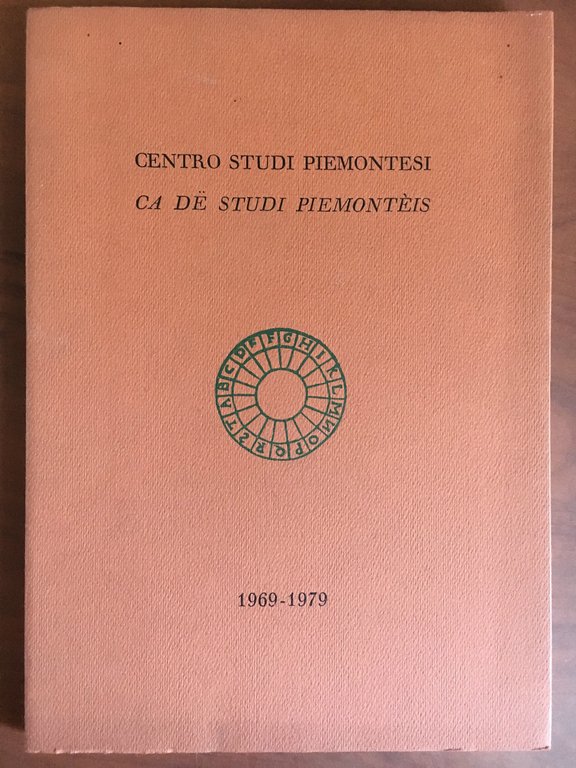 CENTRO STUDI PIEMONTESI
CA DË STUDI PIEMONTÈIS
A B C D F F G H I K L M N O P Q R S T
1969-1979